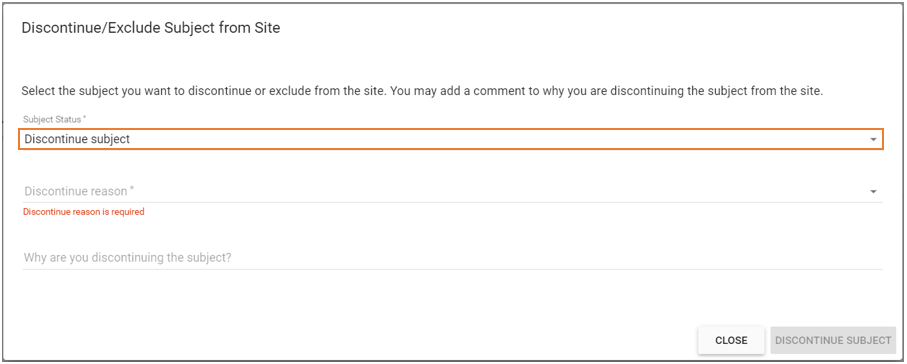 Discontinue/Exclude Subject from Site
Select the subject you want to discontinue or exclude from the site. You may add a comment to why you are discontinuing the subject from the site.
Subject Status *
Discontinue subject
Discontinue reason *
Discontinue reason is required
Why are you discontinuing the subject?
CLOSE DISCONTINUE SUBJECT